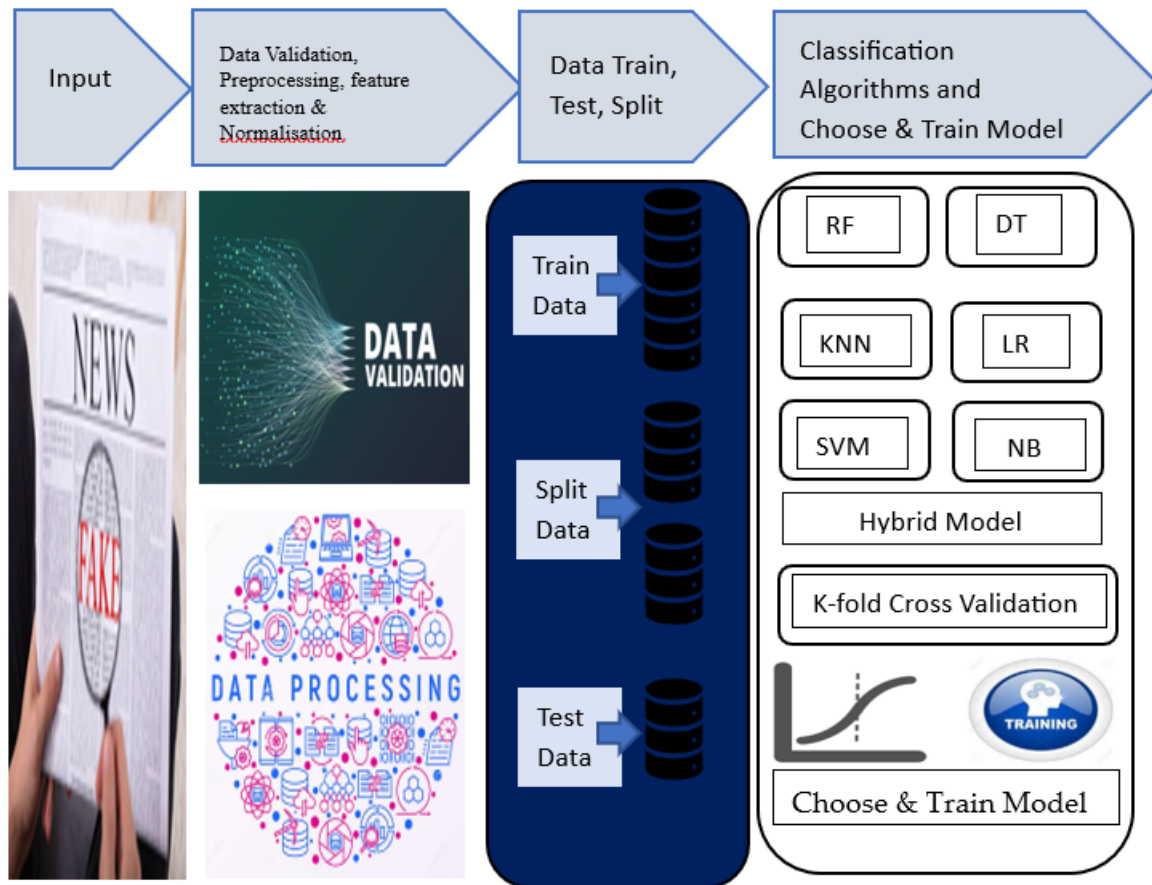 Input
Data Validation,
Preprocessing, feature
extraction &
Normalisation
Data Train,
Test, Split
Classification
Algorithms and
Choose & Train Model
NEWS
FAKE
DATA
VALIDATION
DATA PROCESSING
Train
Data
Split
Data
Test
Data
RF
DT
KNN
LR
SVM
NB
Hybrid Model
K-fold Cross Validation
TRAINING
Choose & Train Model